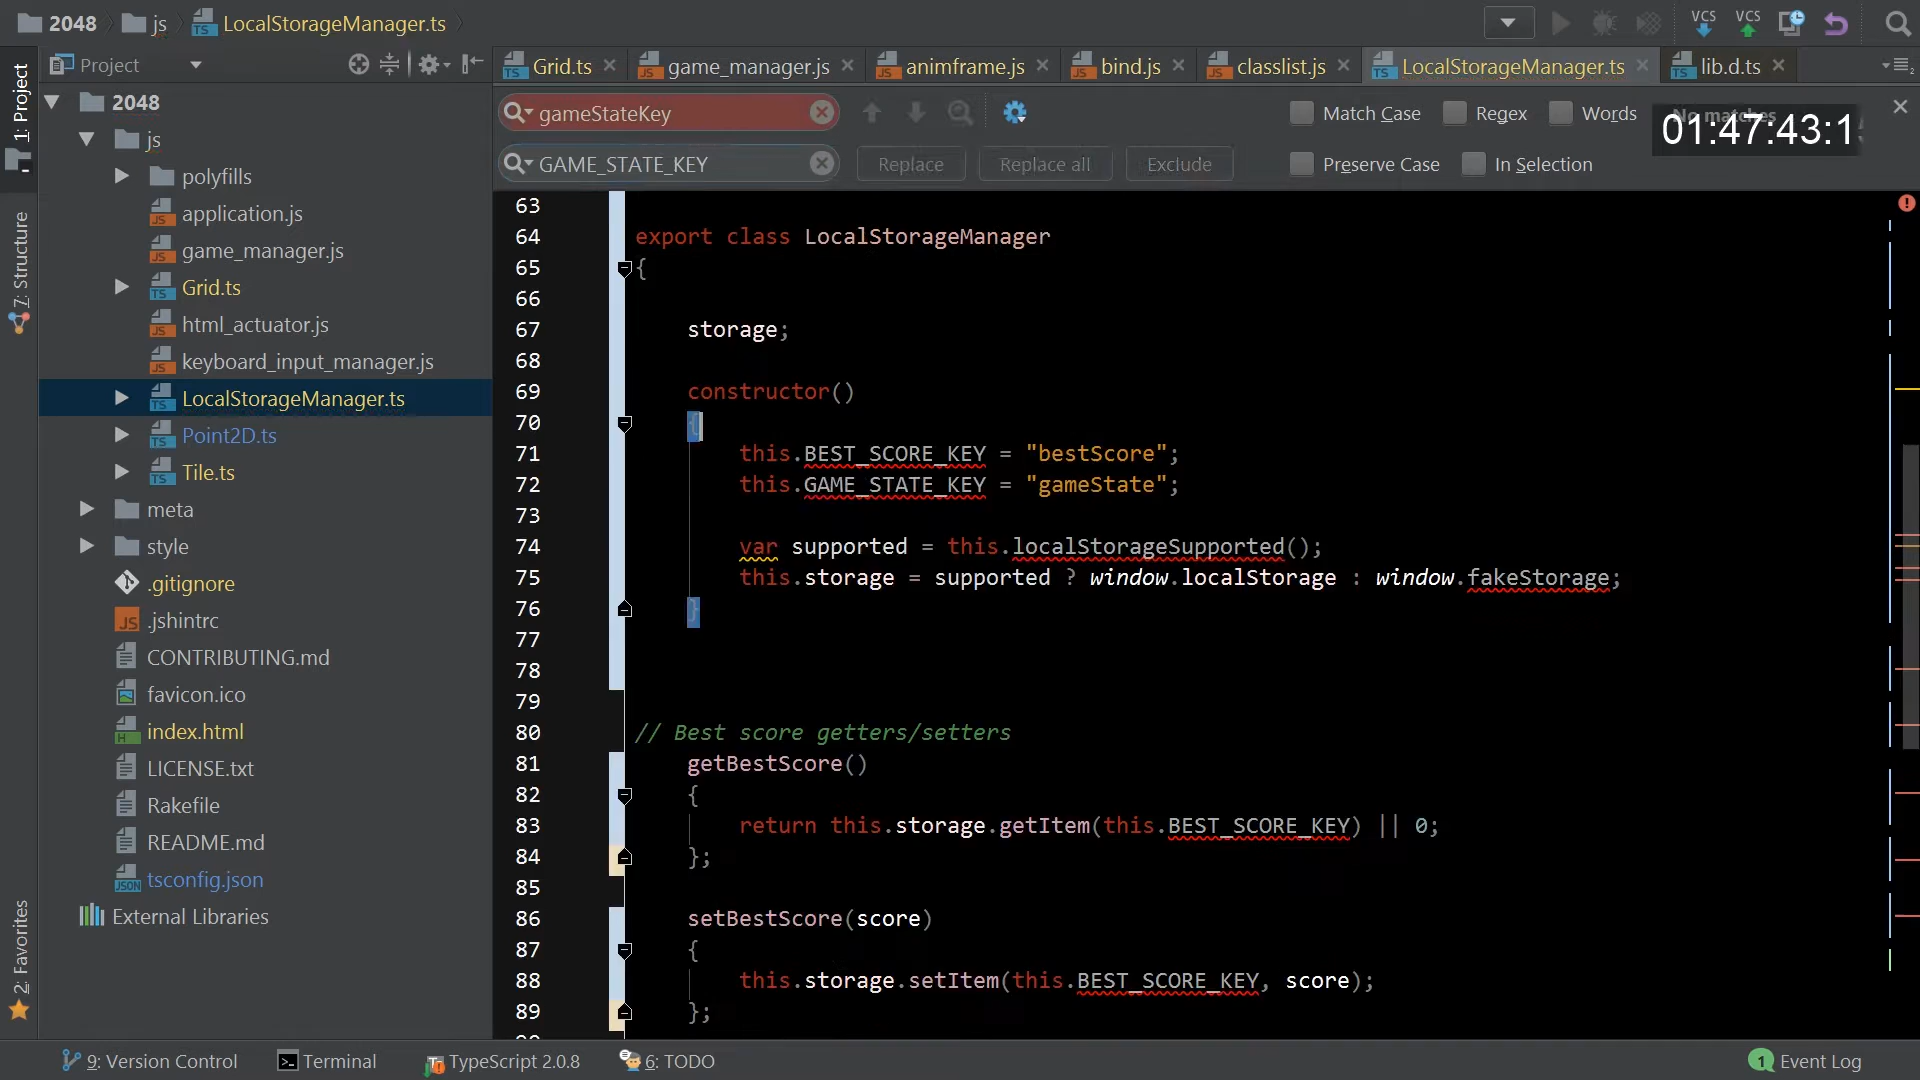 2048 js LocalStorageManager.ts
VCS VCS
Project
Grid.ts game_manager.js animframe.js bind.js classlist.js LocalStorageManager.ts lib.d.ts
1: Project
7: Structure
2: Favorites
2048
js
polyfills
application.js
game_manager.js
Grid.ts
html_actuator.js
keyboard_input_manager.js
LocalStorageManager.ts
Point2D.ts
Tile.ts
meta
style
.gitignore
.jshintrc
CONTRIBUTING.md
favicon.ico
index.html
LICENSE.txt
Rakefile
README.md
tsconfig.json
External Libraries
gameStateKey Match Case Regex Words No matches
01:47:43:1
GAME_STATE_KEY Replace Replace all Exclude Preserve Case In Selection
63
64 export class LocalStorageManager
65 {
66
67 storage;
68
69 constructor()
70 {
71 this.BEST_SCORE_KEY = "bestScore";
72 this.GAME_STATE_KEY = "gameState";
73
74 var supported = this.localStorageSupported();
75 this.storage = supported ? window.localStorage : window.fakeStorage;
76 }
77
78
79
80 // Best score getters/setters
81 getBestScore()
82 {
83 return this.storage.getItem(this.BEST_SCORE_KEY) || 0;
84 };
85
86 setBestScore(score)
87 {
88 this.storage.setItem(this.BEST_SCORE_KEY, score);
89 };
9: Version Control Terminal TypeScript 2.0.8 6: TODO 1 Event Log